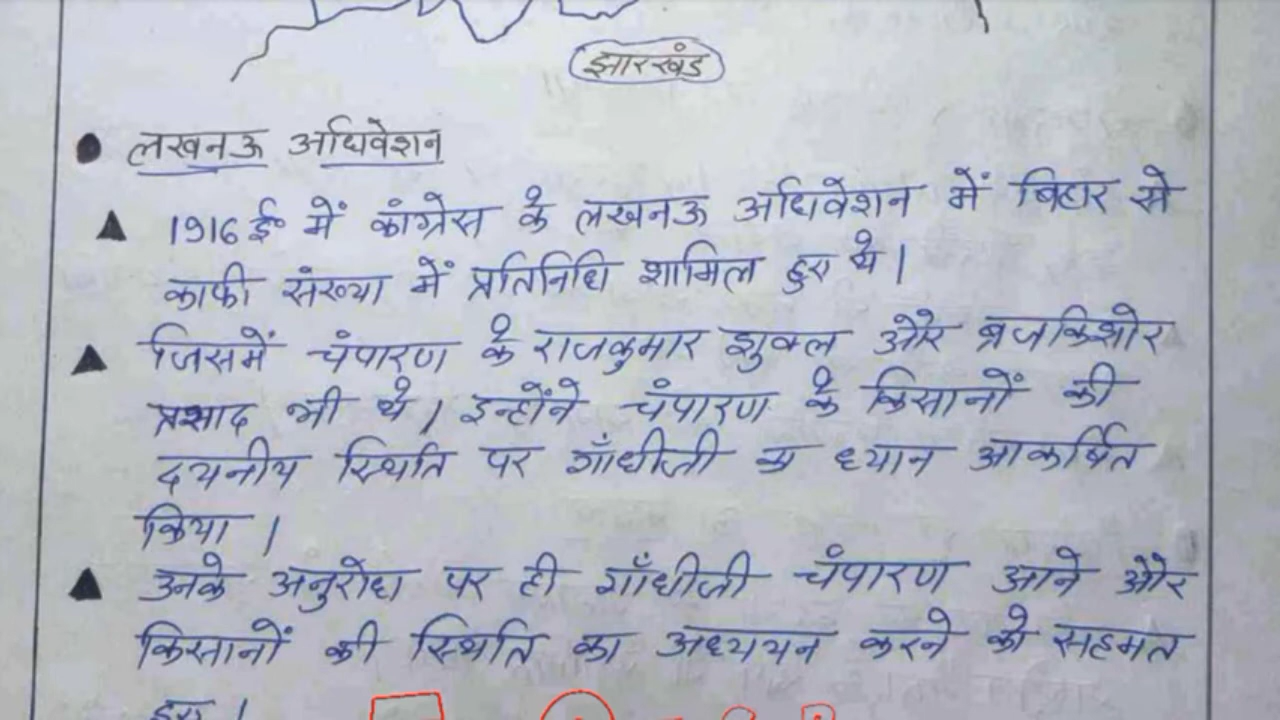 झारखंड
लखनऊ अधिवेशन
1916 ई० में कांग्रेस के लखनऊ अधिवेशन में बिहार से
काफी संख्या में प्रतिनिधि शामिल हुए थे।
जिसमें चंपारण के राजकुमार शुक्ल और ब्रजकिशोर
प्रसाद भी थे। इन्होंने चंपारण के किसानों की
दयनीय स्थिति पर गाँधीजी का ध्यान आकर्षित
किया।
उनके अनुरोध पर ही गाँधीजी चंपारण आने और
किसानों की स्थिति का अध्ययन करने को सहमत
हुए।